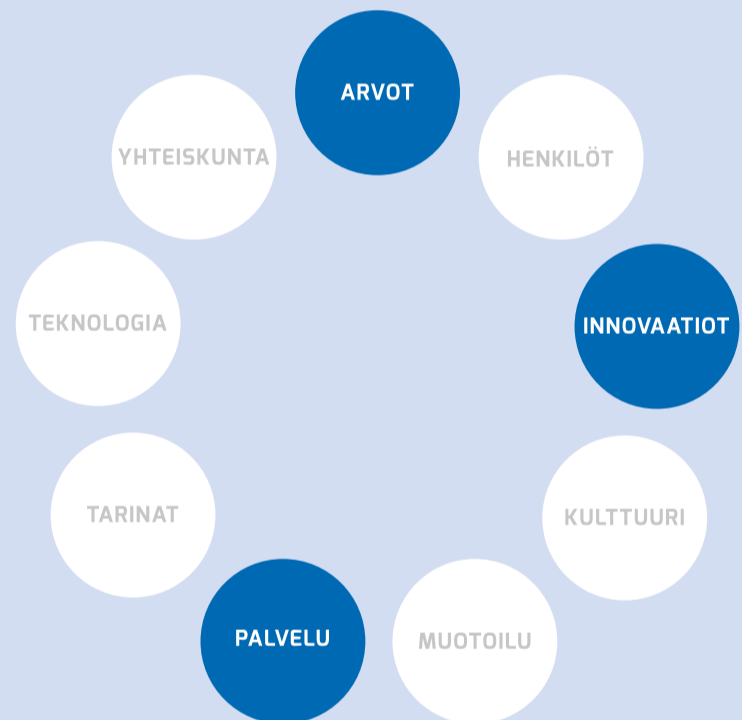 ARVOT
YHTEISKUNTA
HENKILÖT
TEKNOLOGIA
INNOVAATIOT
TARINAT
KULTTUURI
PALVELU
MUOTOILU